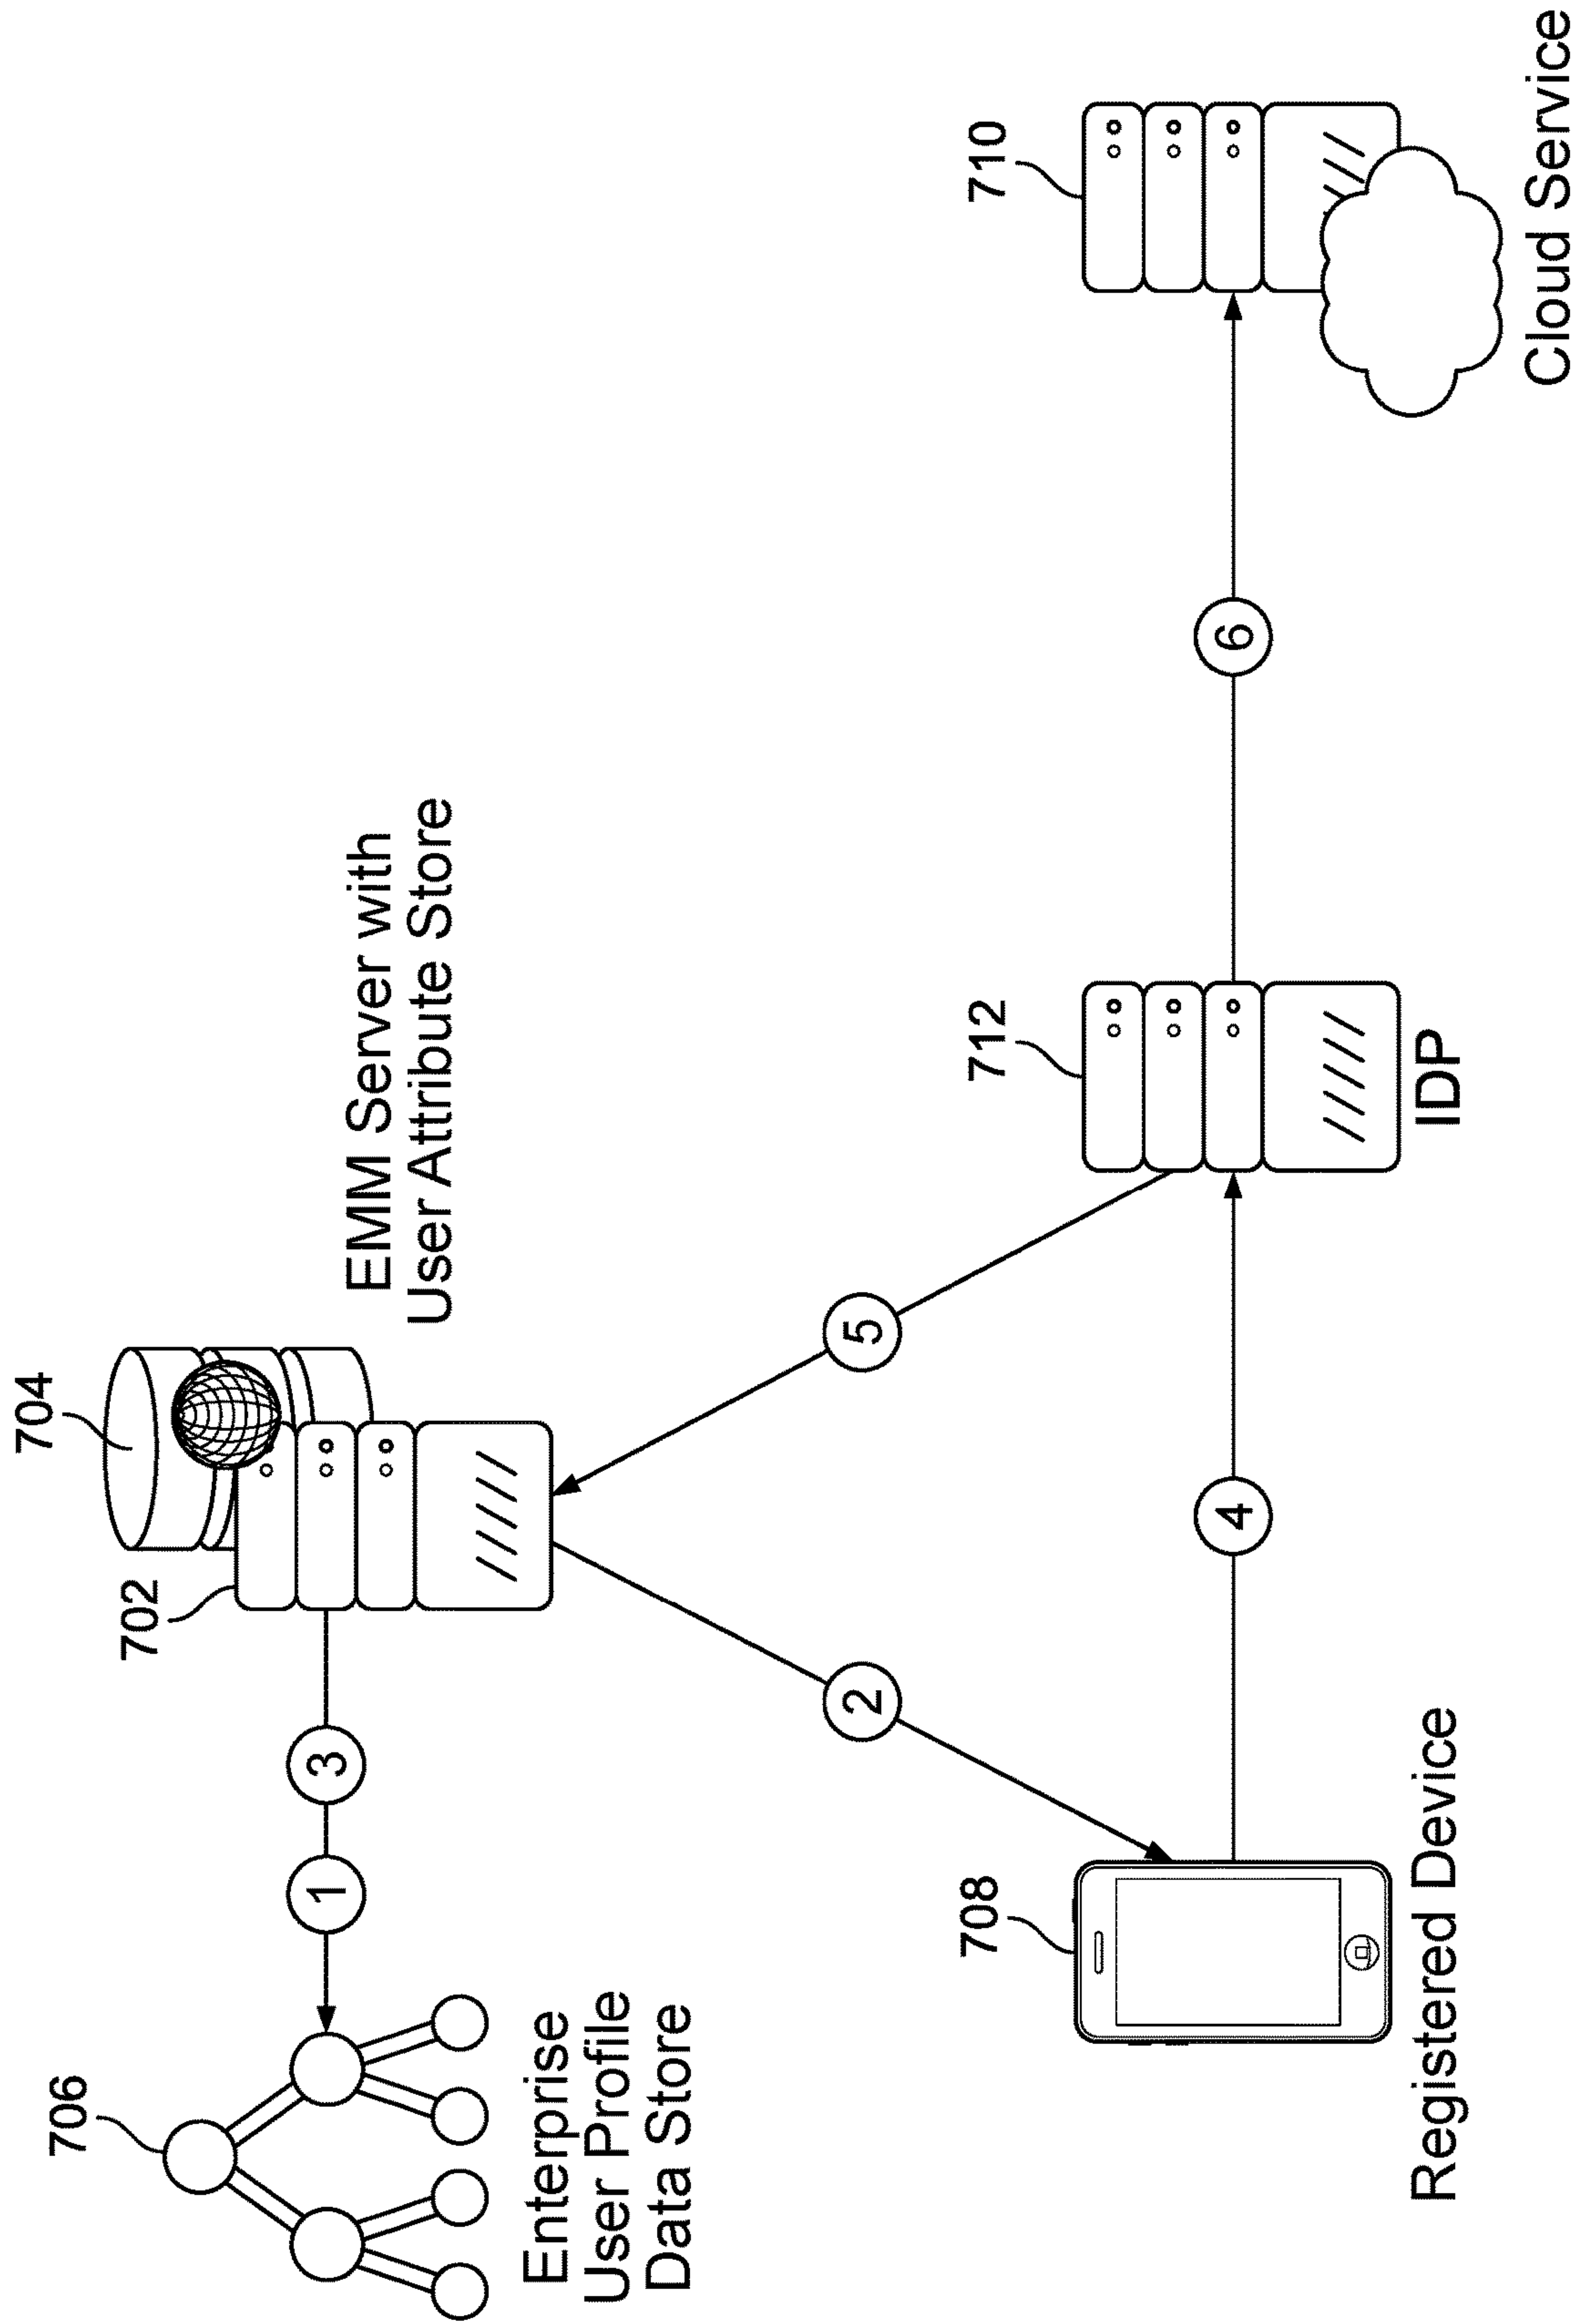 704
702
EMM Server with
User Attribute Store
706
3
1
Enterprise
User Profile
Data Store
2
5
708
712
710
4
6
Registered Device
IDP
Cloud Service